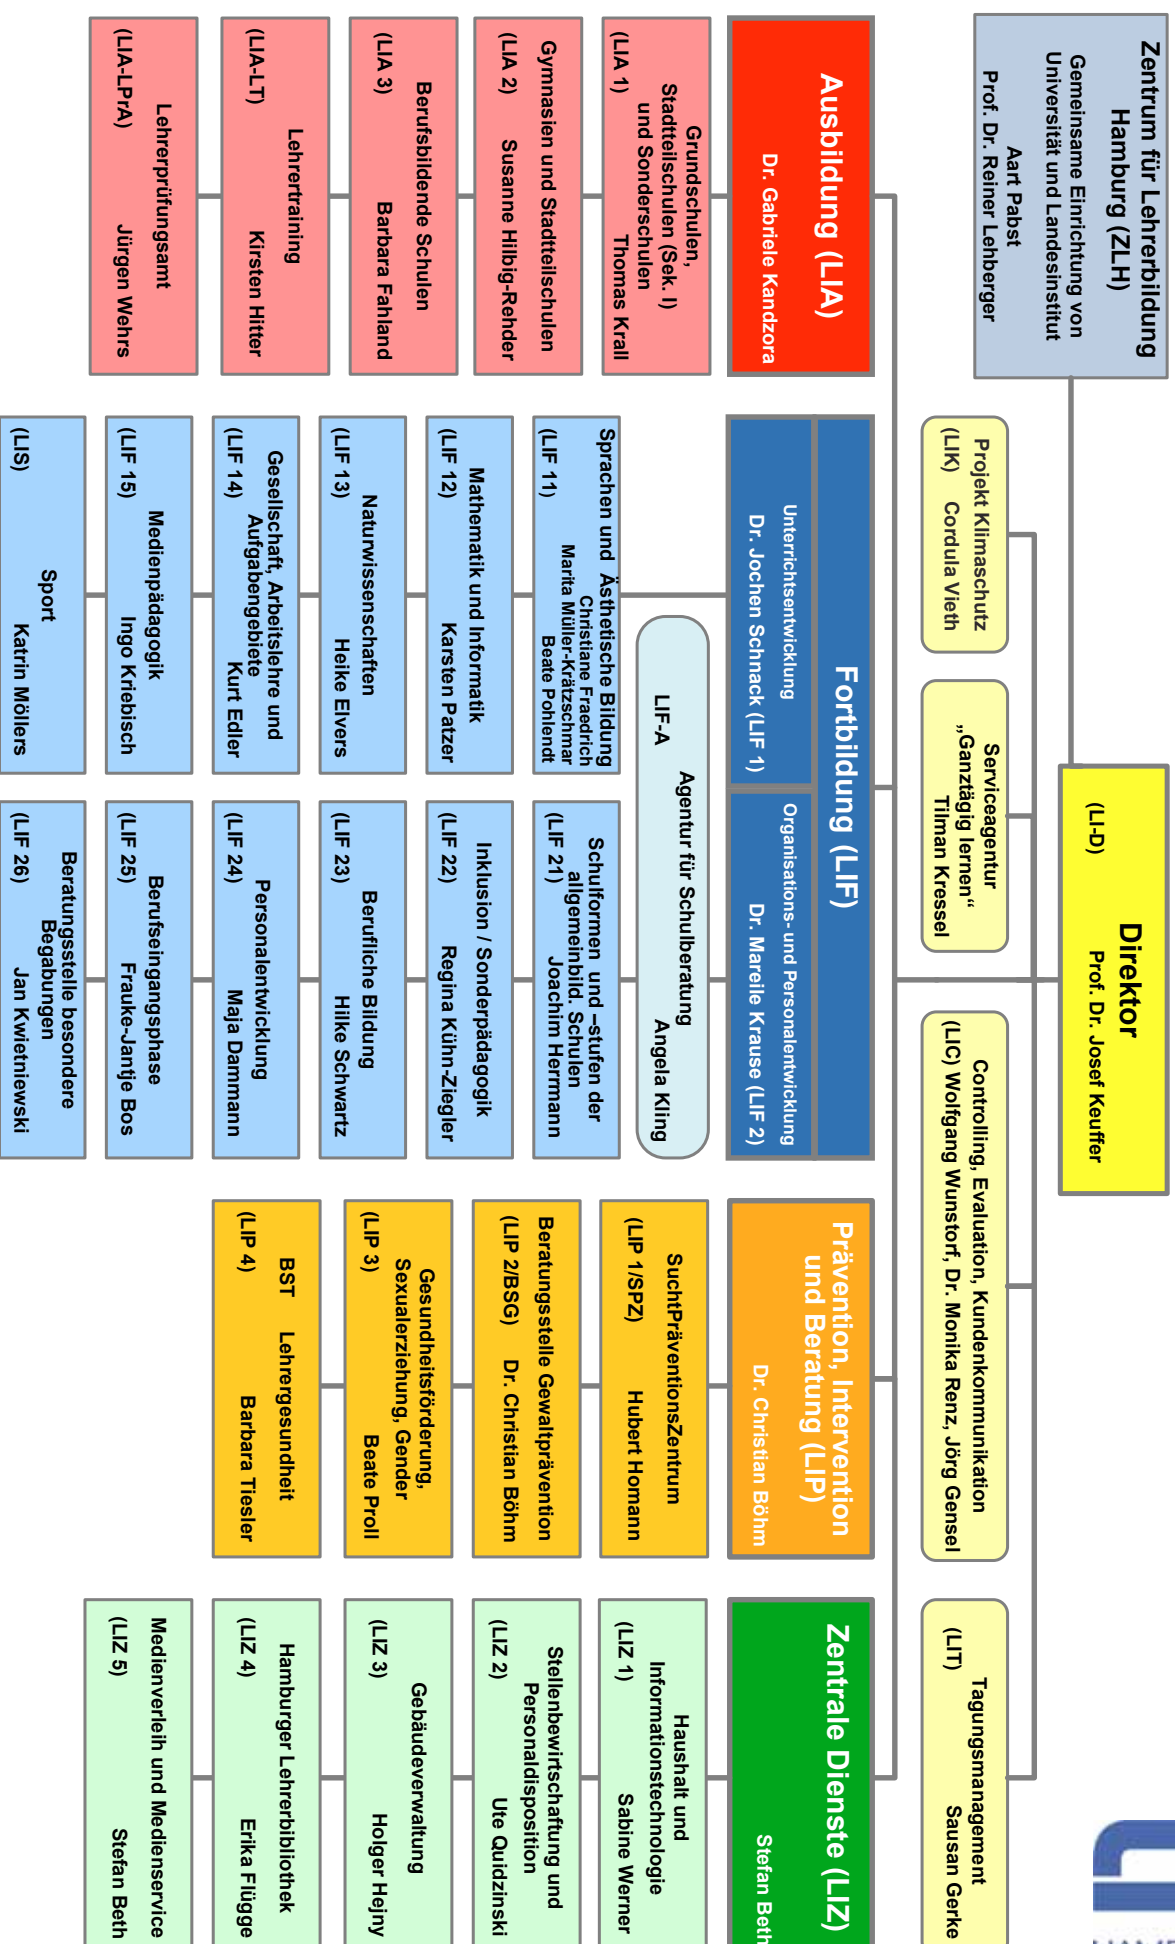 Zentrum für Lehrerbildung
Hamburg (ZLH)
Gemeinsame Einrichtung von
Universität und Landesinstitut
Aart Pabst
Prof. Dr. Reiner Lehberger
Direktor
(LI-D) Prof. Dr. Josef Keuffer
Projekt Klimaschutz
(LIK) Cordula Vieth
Serviceagentur
„Ganztägig lernen“
Tilman Kressel
Controlling, Evaluation, Kundenkommunikation
(LIC) Wolfgang Wunstorf, Dr. Monika Renz, Jörg Gensel
Tagungsmanagement
(LIT) Sausan Gerke
Ausbildung (LIA)
Dr. Gabriele Kandzora
Grundschulen,
Stadtteilschulen (Sek. I)
und Sonderschulen
(LIA 1) Thomas Krall
Gymnasien und Stadtteilschulen
(LIA 2) Susanne Hilbig-Rehder
Berufsbildende Schulen
(LIA 3) Barbara Fahland
Lehrertraining
(LIA-LT) Kirsten Hitter
Lehrerprüfungsamt
(LIA-LPrA) Jürgen Wehrs
Fortbildung (LIF)
Unterrichtsentwicklung
Dr. Jochen Schnack (LIF 1)
Organisations- und Personalentwicklung
Dr. Mareile Krause (LIF 2)
Agentur für Schulberatung
LIF-A Angela Kling
Sprachen und Ästhetische Bildung
Christiane Fraedrich
(LIF 11) Marita Müller-Krätzschmar
Beate Pohlendt
Mathematik und Informatik
(LIF 12) Karsten Patzer
Naturwissenschaften
(LIF 13) Heike Elvers
Gesellschaft, Arbeitslehre und
Aufgabengebiete
(LIF 14) Kurt Edler
Medienpädagogik
(LIF 15) Ingo Kriebisch
Sport
(LIS) Katrin Möllers
Schulformen und –stufen der
allgemeinbild. Schulen
(LIF 21) Joachim Herrmann
Inklusion / Sonderpädagogik
(LIF 22) Regina Kühn-Ziegler
Berufliche Bildung
(LIF 23) Hilke Schwartz
Personalentwicklung
(LIF 24) Maja Dammann
Berufseingangsphase
(LIF 25) Frauke-Jantje Bos
Beratungsstelle besondere
Begabungen
(LIF 26) Jan Kwietniewski
Prävention, Intervention
und Beratung (LIP)
Dr. Christian Böhm
SuchtPräventionsZentrum
(LIP 1/SPZ) Hubert Homann
Beratungsstelle Gewaltprävention
(LIP 2/BSG) Dr. Christian Böhm
Gesundheitsförderung,
Sexualerziehung, Gender
(LIP 3) Beate Proll
BST Lehrergesundheit
(LIP 4) Barbara Tiesler
Zentrale Dienste (LIZ)
Stefan Beth
Haushalt und
Informationstechnologie
(LIZ 1) Sabine Werner
Stellenbewirtschaftung und
Personaldisposition
(LIZ 2) Ute Quidzinski
Gebäudeverwaltung
(LIZ 3) Holger Hejny
Hamburger Lehrerbibliothek
(LIZ 4) Erika Flügge
Medienverleih und Medienservice
(LIZ 5) Stefan Beth